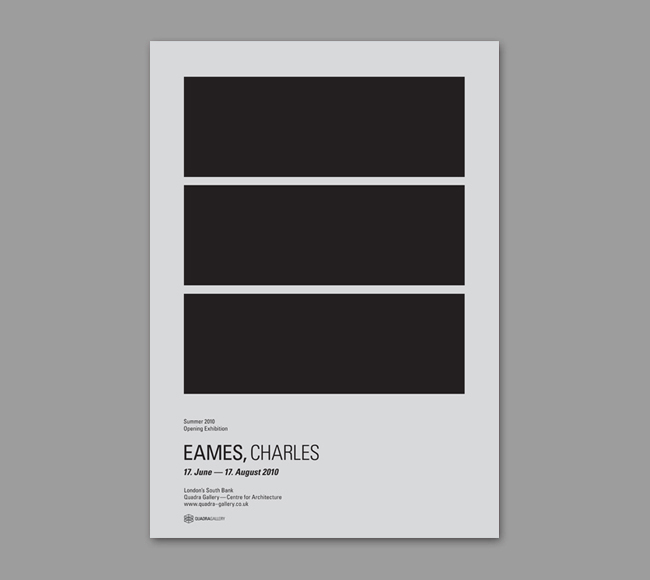 Summer 2010
Opening Exhibition
EAMES, CHARLES
17. June — 17. August 2010
London's South Bank
Quadra Gallery — Centre for Architecture
www.quadra-gallery.co.uk
QUADRAGALLERY